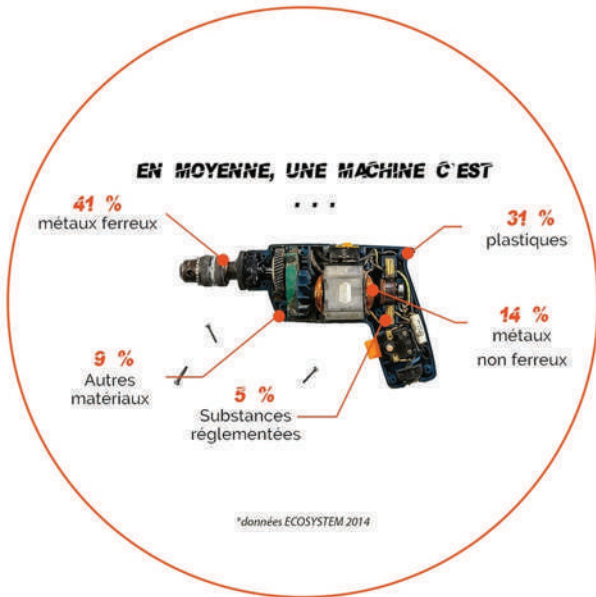 EN MOYENNE, UNE MACHINE C'EST
...
41 %
métaux ferreux
31 %
plastiques
14 %
métaux
non ferreux
9 %
Autres
matériaux
5 %
Substances
réglementées
*données ECOSYSTEM 2014